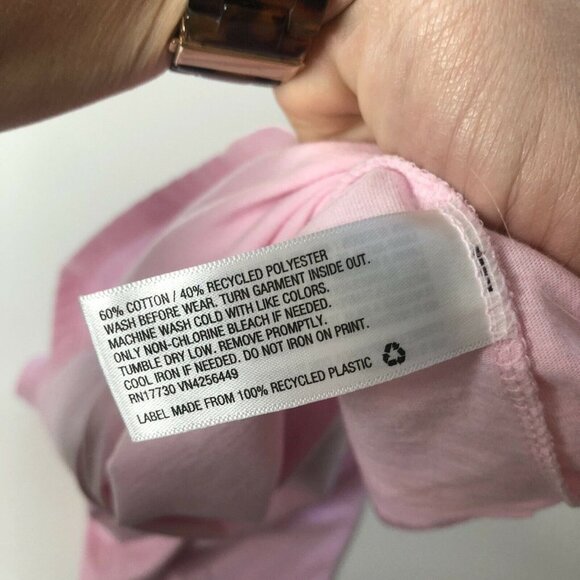 60% COTTON / 40% RECYCLED POLYESTER
WASH BEFORE WEAR. TURN GARMENT INSIDE OUT.
MACHINE WASH COLD WITH LIKE COLORS.
ONLY NON-CHLORINE BLEACH IF NEEDED.
TUMBLE DRY LOW. REMOVE PROMPTLY.
COOL IRON IF NEEDED. DO NOT IRON ON PRINT.
RN17730 VN4256449
LABEL MADE FROM 100% RECYCLED PLASTIC